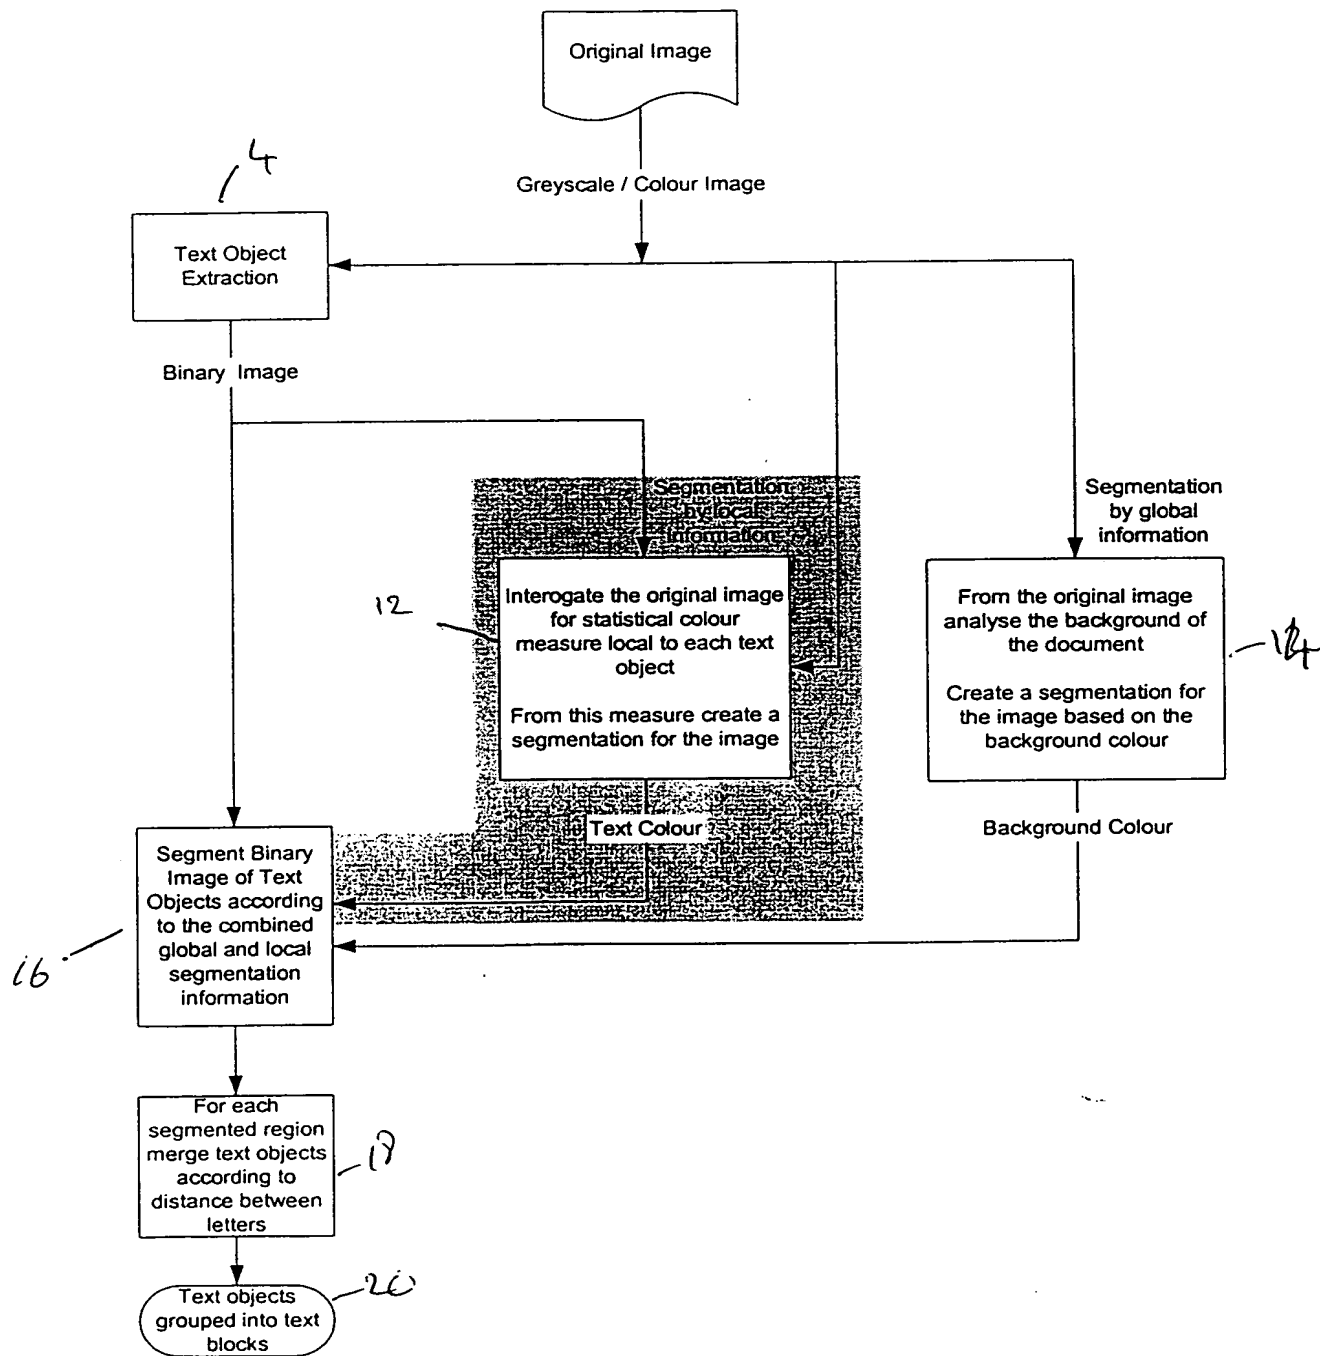 Original Image
Greyscale / Colour Image
4
Text Object
Extraction
Binary Image
Segmentation
by local
information
Segmentation
by global
information
12
Interogate the original image
for statistical colour
measure local to each text
object
From this measure create a
segmentation for the image
From the original image
analyse the background of
the document
Create a segmentation for
the image based on the
background colour
Text Colour
Background Colour
16
Segment Binary
Image of Text
Objects according
to the combined
global and local
segmentation
information
For each
segmented region
merge text objects
according to
distance between
letters
18
Text objects
grouped into text
blocks
20